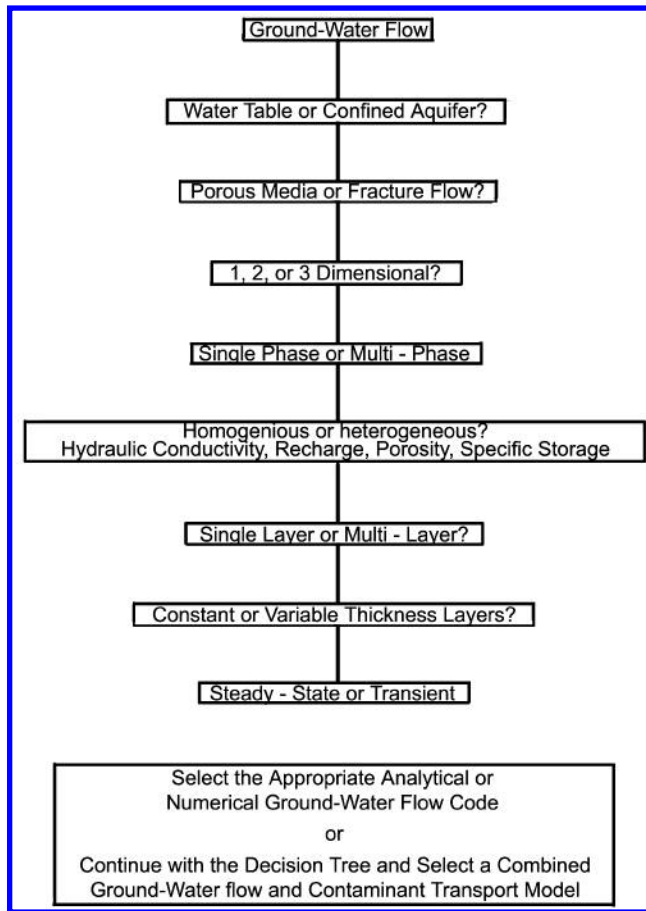 Ground-Water Flow
Water Table or Confined Aquifer?
Porous Media or Fracture Flow?
1, 2, or 3 Dimensional?
Single Phase or Multi - Phase
Homogenious or heterogeneous?
Hydraulic Conductivity, Recharge, Porosity, Specific Storage
Single Layer or Multi - Layer?
Constant or Variable Thickness Layers?
Steady - State or Transient
Select the Appropriate Analytical or
Numerical Ground-Water Flow Code
or
Continue with the Decision Tree and Select a Combined
Ground-Water flow and Contaminant Transport Model